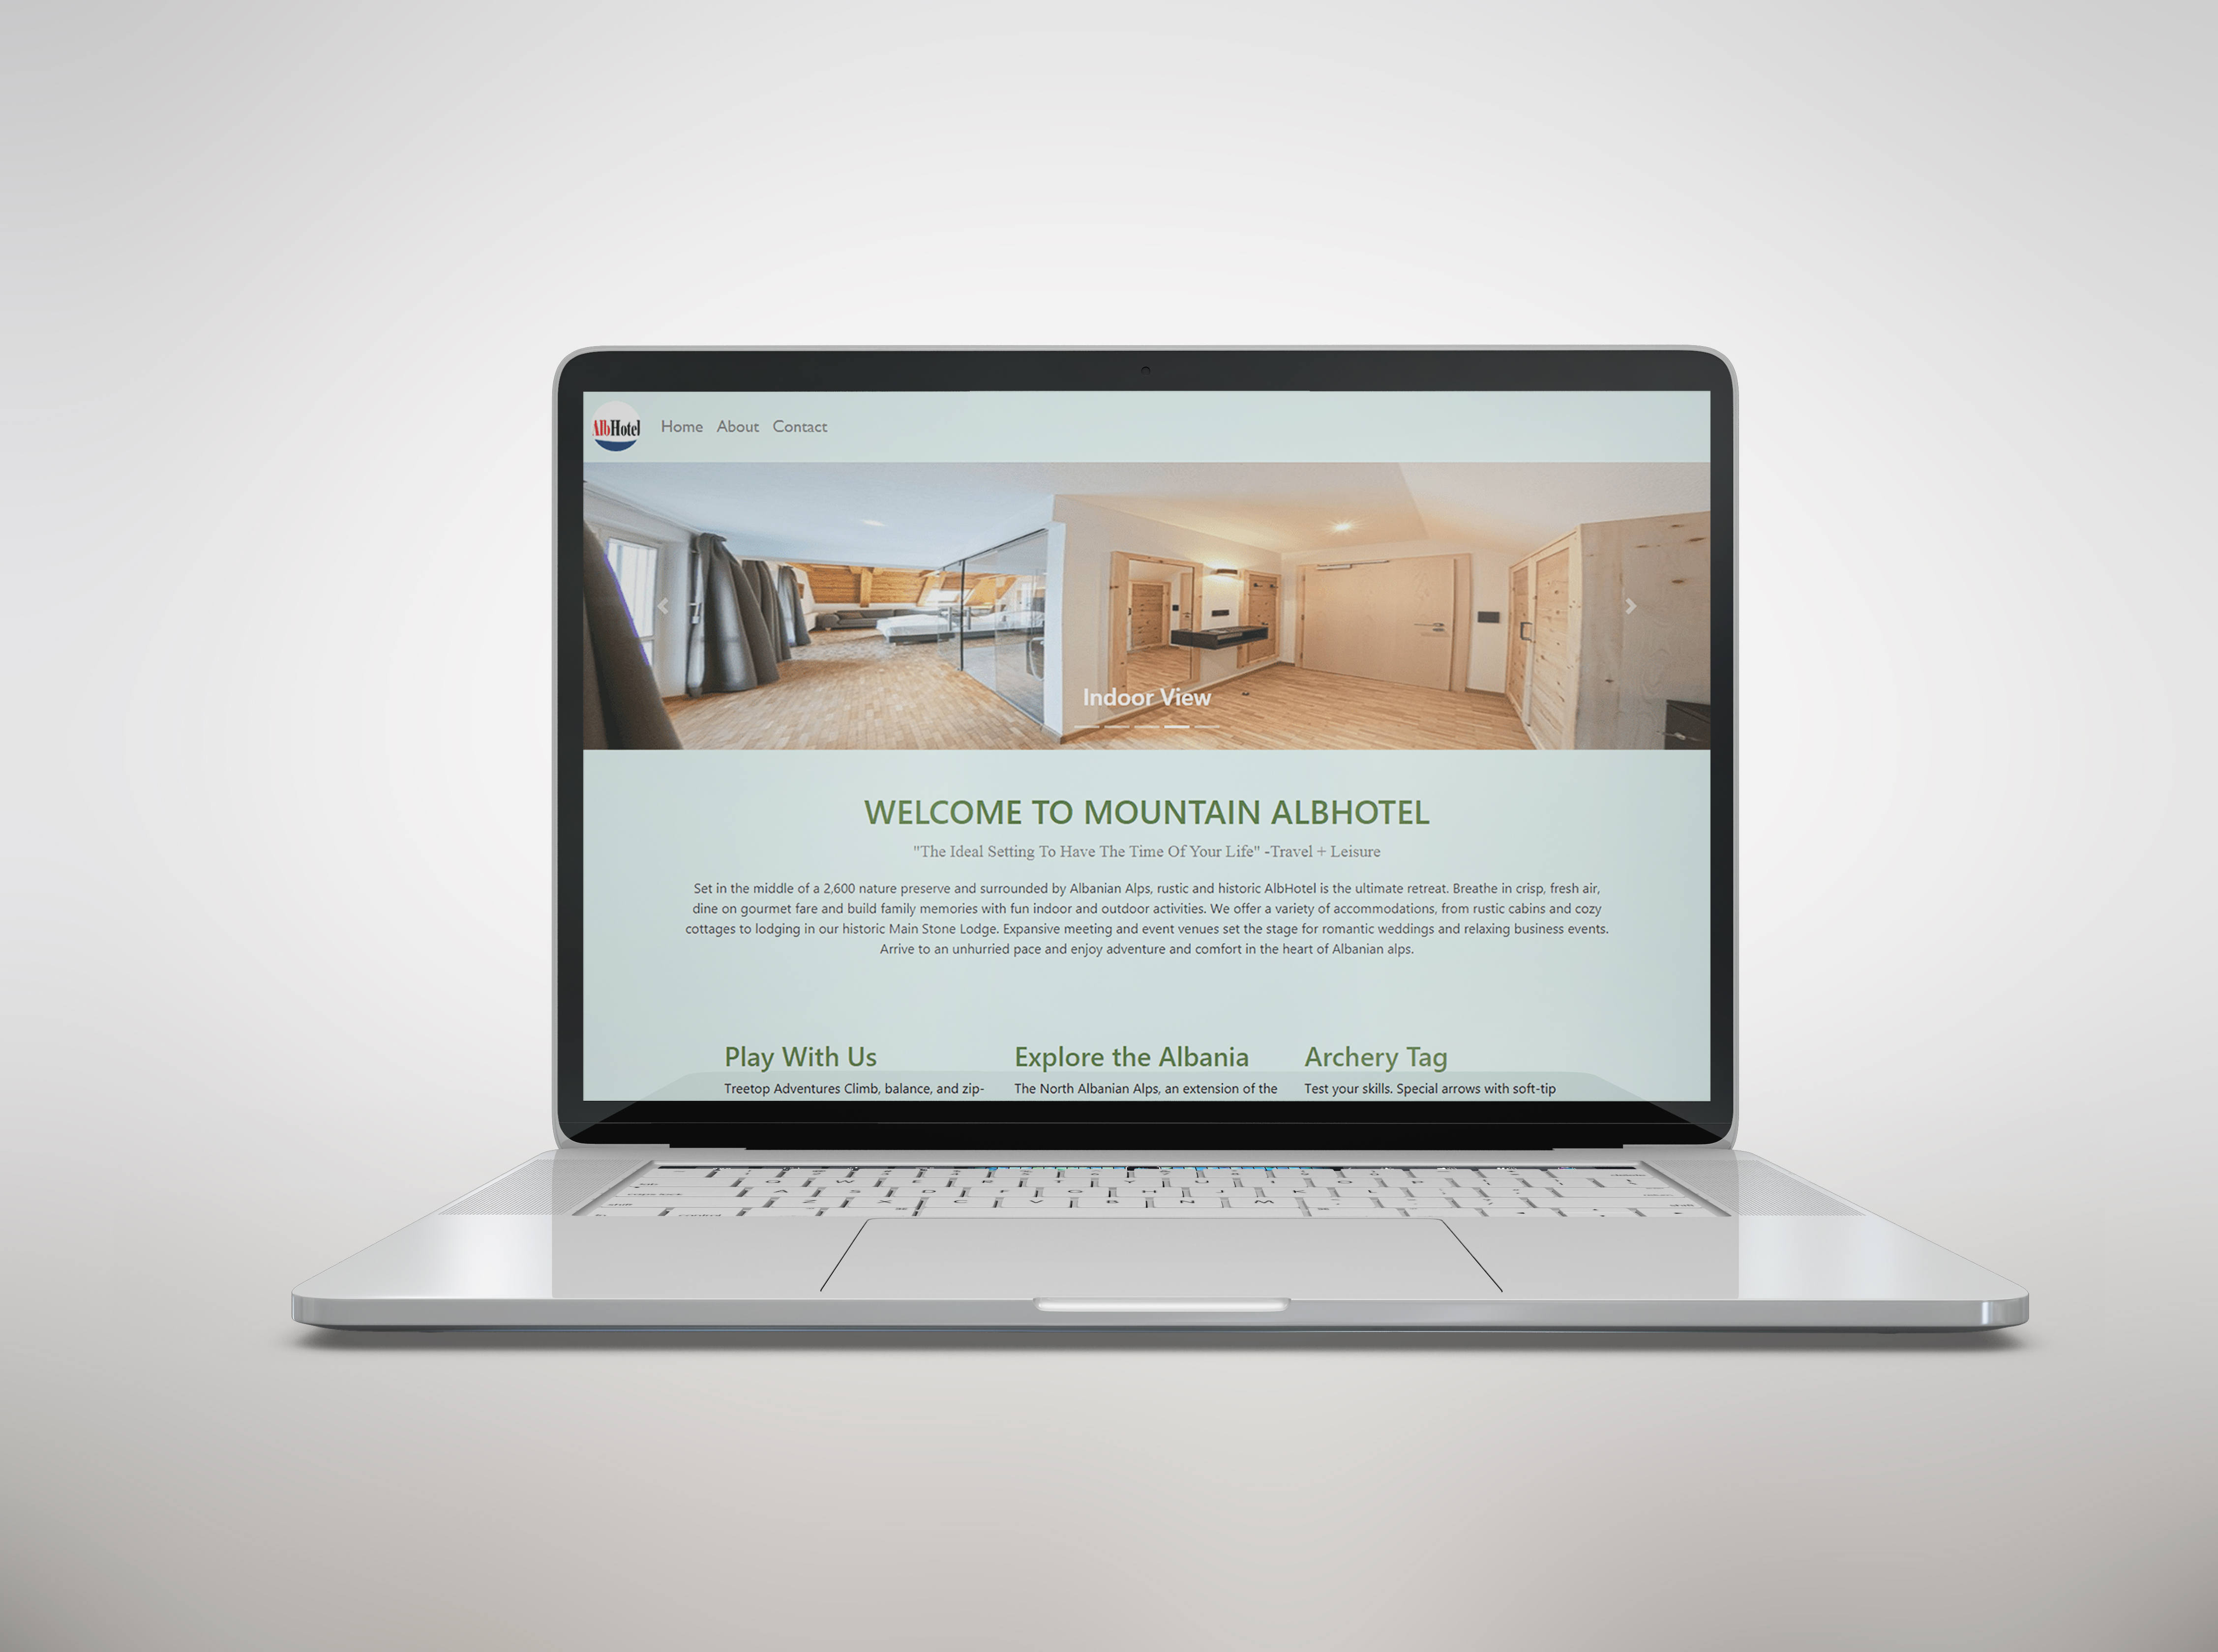 AlbHotel
Home About Contact
Indoor View
WELCOME TO MOUNTAIN ALBHOTEL
"The Ideal Setting To Have The Time Of Your Life" -Travel + Leisure
Set in the middle of a 2,600 nature preserve and surrounded by Albanian Alps, rustic and historic AlbHotel is the ultimate retreat. Breathe in crisp, fresh air,
dine on gourmet fare and build family memories with fun indoor and outdoor activities. We offer a variety of accommodations, from rustic cabins and cozy
cottages to lodging in our historic Main Stone Lodge. Expansive meeting and event venues set the stage for romantic weddings and relaxing business events.
Arrive to an unhurried pace and enjoy adventure and comfort in the heart of Albanian alps.
Play With Us
Treetop Adventures Climb, balance, and zip-
Explore the Albania
The North Albanian Alps, an extension of the
Archery Tag
Test your skills. Special arrows with soft-tip
Q W E R T Y U I O P
A S D F G H J K L
Z X C V B N M